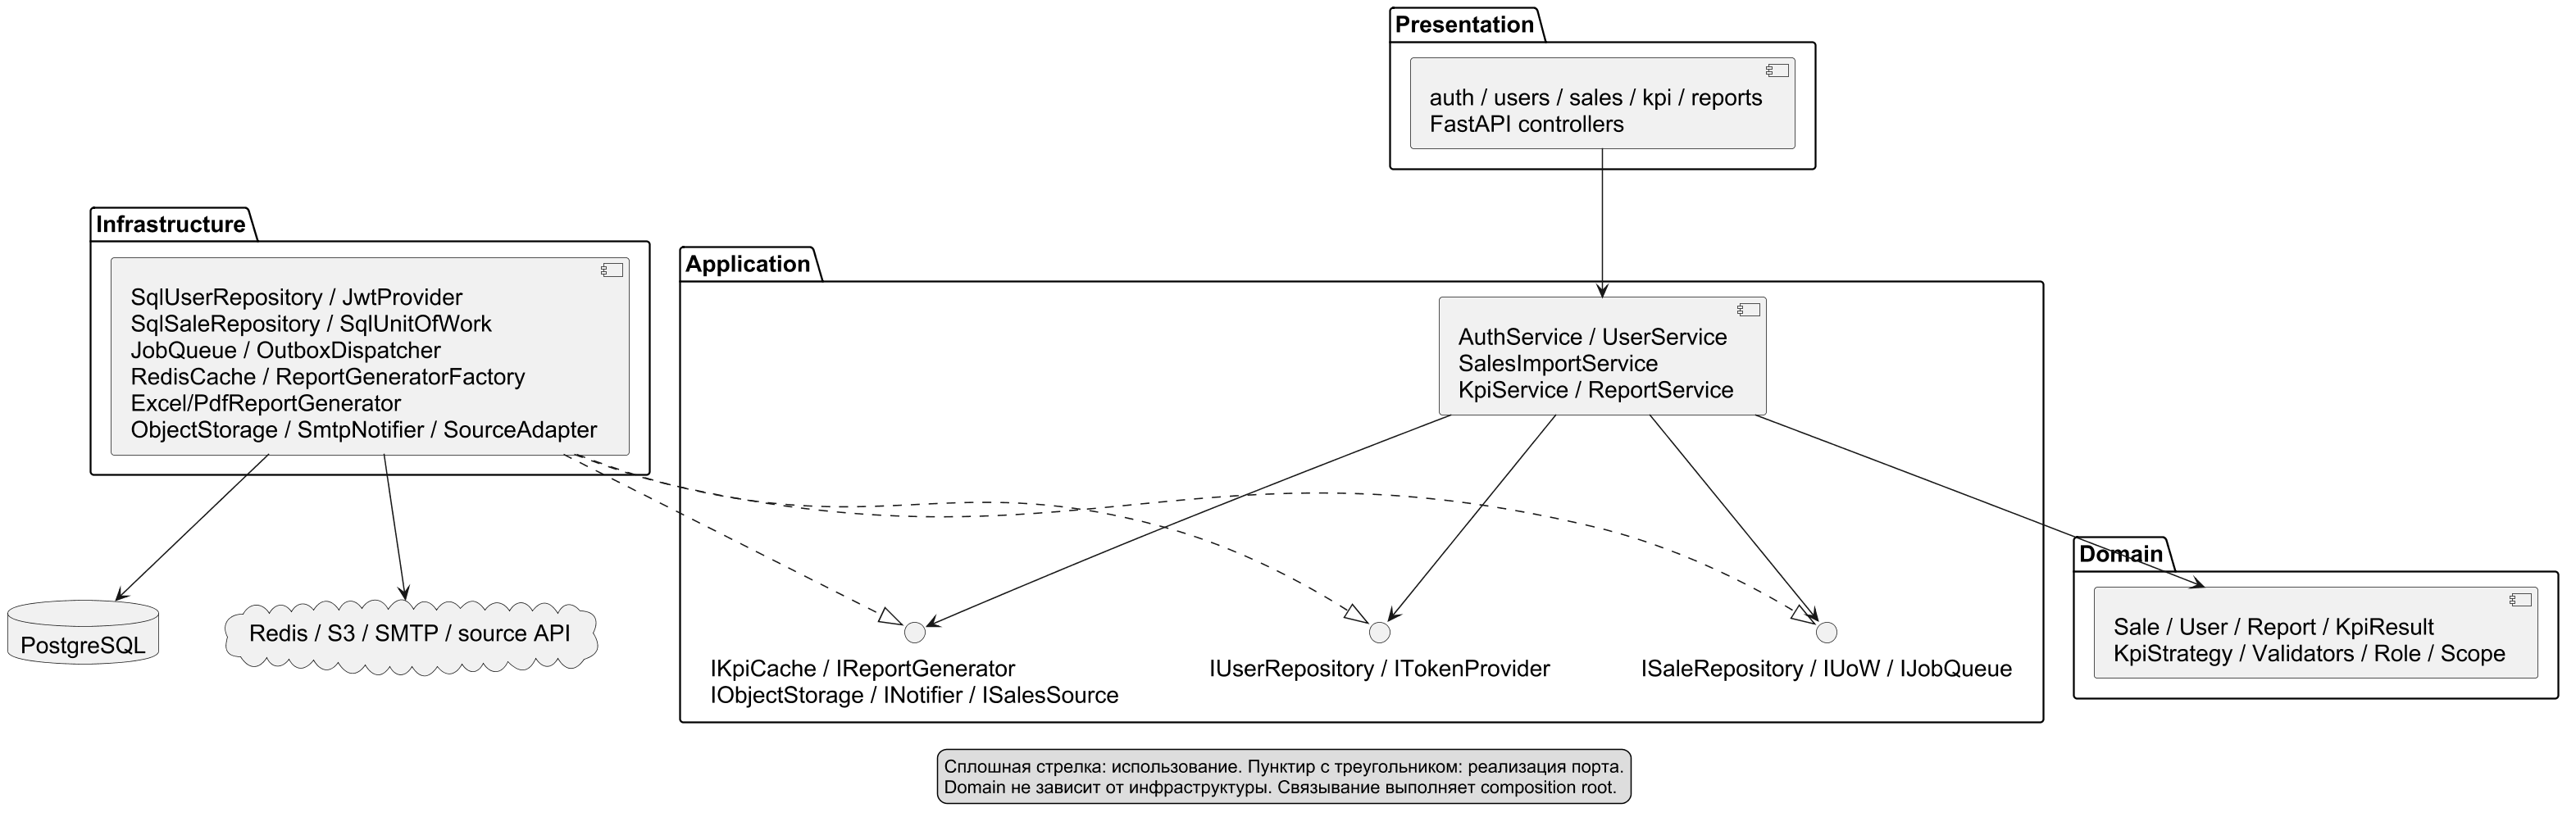 Presentation
auth / users / sales / kpi / reports
FastAPI controllers
Infrastructure
SqlUserRepository / JwtProvider
SqlSaleRepository / SqlUnitOfWork
JobQueue / OutboxDispatcher
RedisCache / ReportGeneratorFactory
Excel/PdfReportGenerator
ObjectStorage / SmtpNotifier / SourceAdapter
Application
AuthService / UserService
SalesImportService
KpiService / ReportService
PostgreSQL
Redis / S3 / SMTP / source API
IKpiCache / IReportGenerator
IObjectStorage / INotifier / ISalesSource
IUserRepository / ITokenProvider
ISaleRepository / IUoW / IJobQueue
Domain
Sale / User / Report / KpiResult
KpiStrategy / Validators / Role / Scope
Сплошная стрелка: использование. Пунктир с треугольником: реализация порта.
Domain не зависит от инфраструктуры. Связывание выполняет composition root.